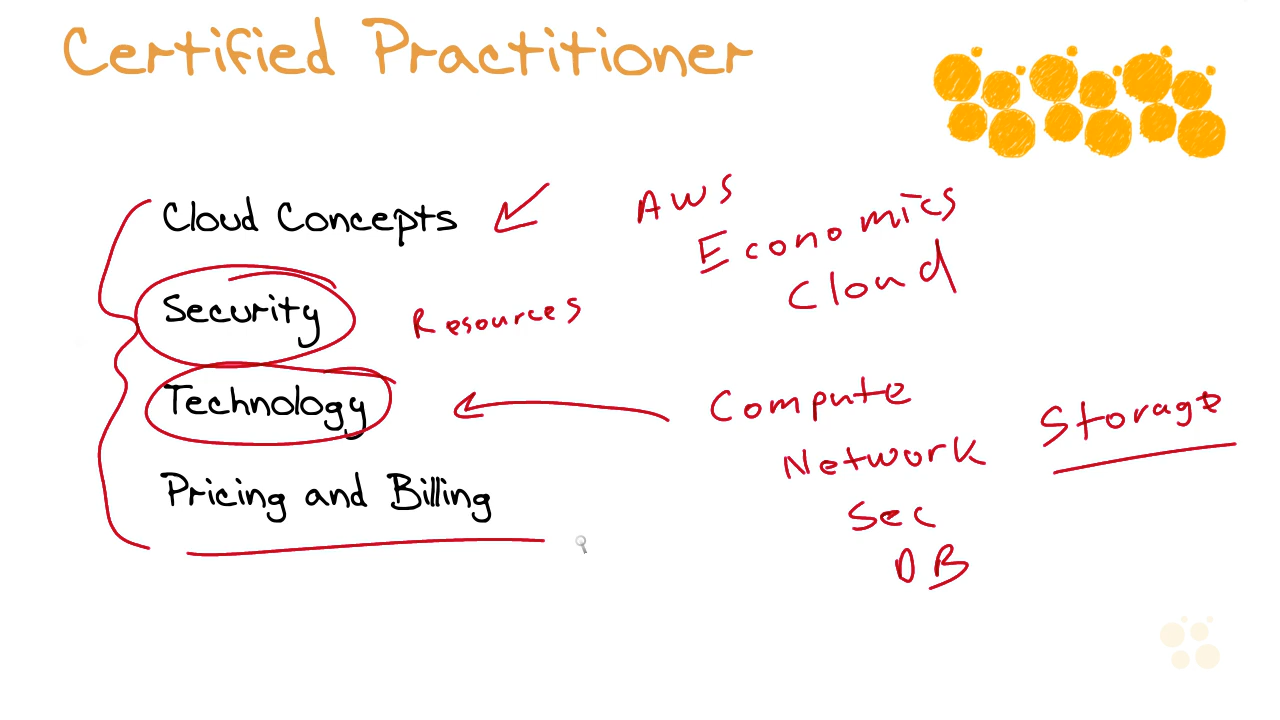 Certified Practitioner
Cloud Concepts
AWS
Economics
Cloud
Security
Resources
Technology
Compute
Storage
Network
Sec
DB
Pricing and Billing